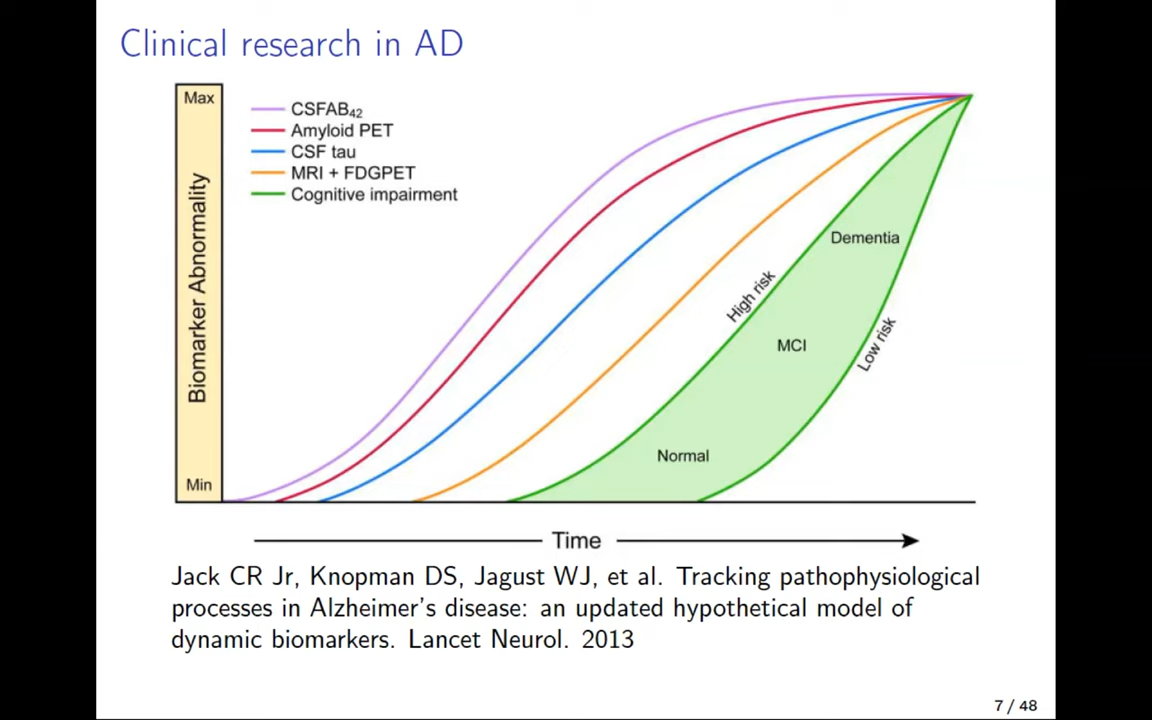 Clinical research in AD
Max
CSFAB₄₂
Amyloid PET
CSF tau
MRI + FDGPET
Cognitive impairment
Biomarker Abnormality
Dementia
High risk
MCI
Low risk
Normal
Min
Time
Jack CR Jr, Knopman DS, Jagust WJ, et al. Tracking pathophysiological
processes in Alzheimer's disease: an updated hypothetical model of
dynamic biomarkers. Lancet Neurol. 2013
7 / 48